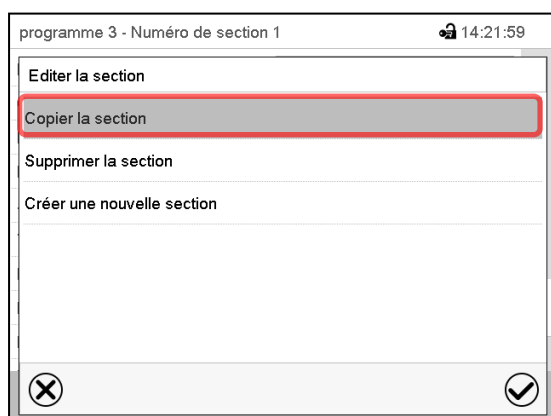 programme 3 - Numéro de section 1 14:21:59
Editer la section
Copier la section
Supprimer la section
Créer une nouvelle section